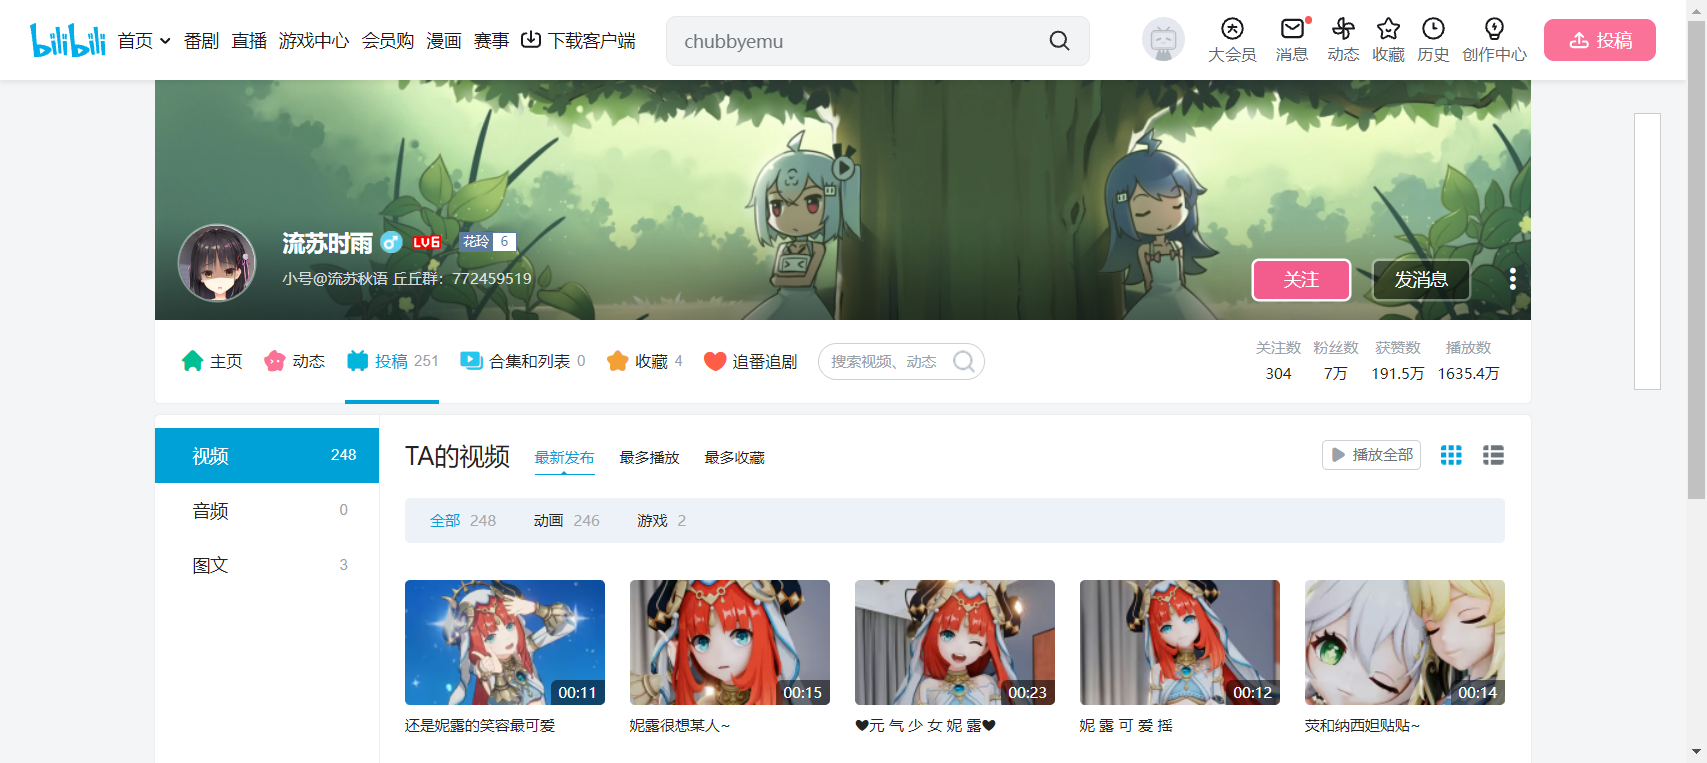 bilibili 首页 番剧 直播 游戏中心 会员购 漫画 赛事 下载客户端 chubbyemu 大会员 消息 动态 收藏 历史 创作中心 投稿
流苏时雨 LV6 花玲 6
小号@流苏秋语 丘丘群：772459519
关注 发消息
主页 动态 投稿 251 合集和列表 0 收藏 4 追番追剧 搜索视频、动态
关注数 粉丝数 获赞数 播放数
304 7万 191.5万 1635.4万
视频 248
音频 0
图文 3
TA的视频 最新发布 最多播放 最多收藏 播放全部
全部 248 动画 246 游戏 2
00:11 00:15 00:23 00:12 00:14
还是妮露的笑容最可爱
妮露很想某人~
❤元 气 少 女 妮 露❤
妮 露 可 爱 摇
荧和纳西妲贴贴~